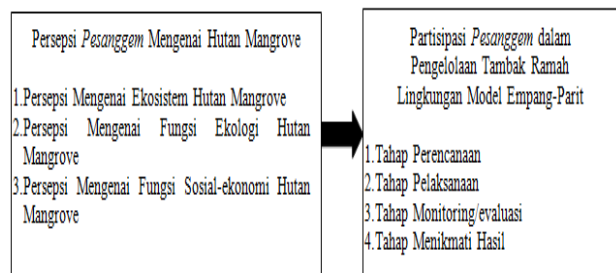 Persepsi Pesanggem Mengenai Hutan Mangrove
1.Persepsi Mengenai Ekosistem Hutan Mangrove
2.Persepsi Mengenai Fungsi Ekologi Hutan
Mangrove
3.Persepsi Mengenai Fungsi Sosial-ekonomi Hutan
Mangrove
Partisipasi Pesanggem dalam
Pengelolaan Tambak Ramah
Lingkungan Model Empang-Parit
1.Tahap Perencanaan
2.Tahap Pelaksanaan
3.Tahap Monitoring/evaluasi
4.Tahap Menikmati Hasil